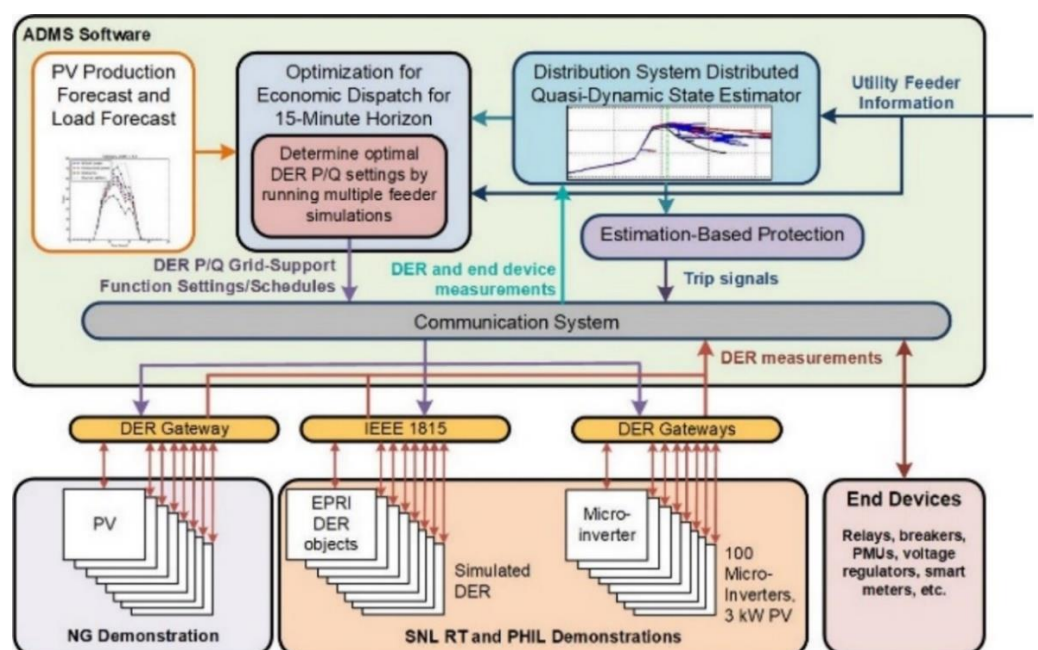 ADMS Software
PV Production
Forecast and
Load Forecast
Optimization for
Economic Dispatch for
15-Minute Horizon
Determine optimal
DER P/Q settings by
running multiple feeder
simulations
Distribution System Distributed
Quasi-Dynamic State Estimator
Utility Feeder
Information
Estimation-Based Protection
DER P/Q Grid-Support
Function Settings/Schedules
DER and end device
measurements
Trip signals
Communication System
DER measurements
DER Gateway
IEEE 1815
DER Gateways
PV
NG Demonstration
EPRI
DER
objects
Simulated
DER
Micro-
inverter
100
Micro-
Inverters,
3 kW PV
SNL RT and PHIL Demonstrations
End Devices
Relays, breakers,
PMUs, voltage
regulators, smart
meters, etc.